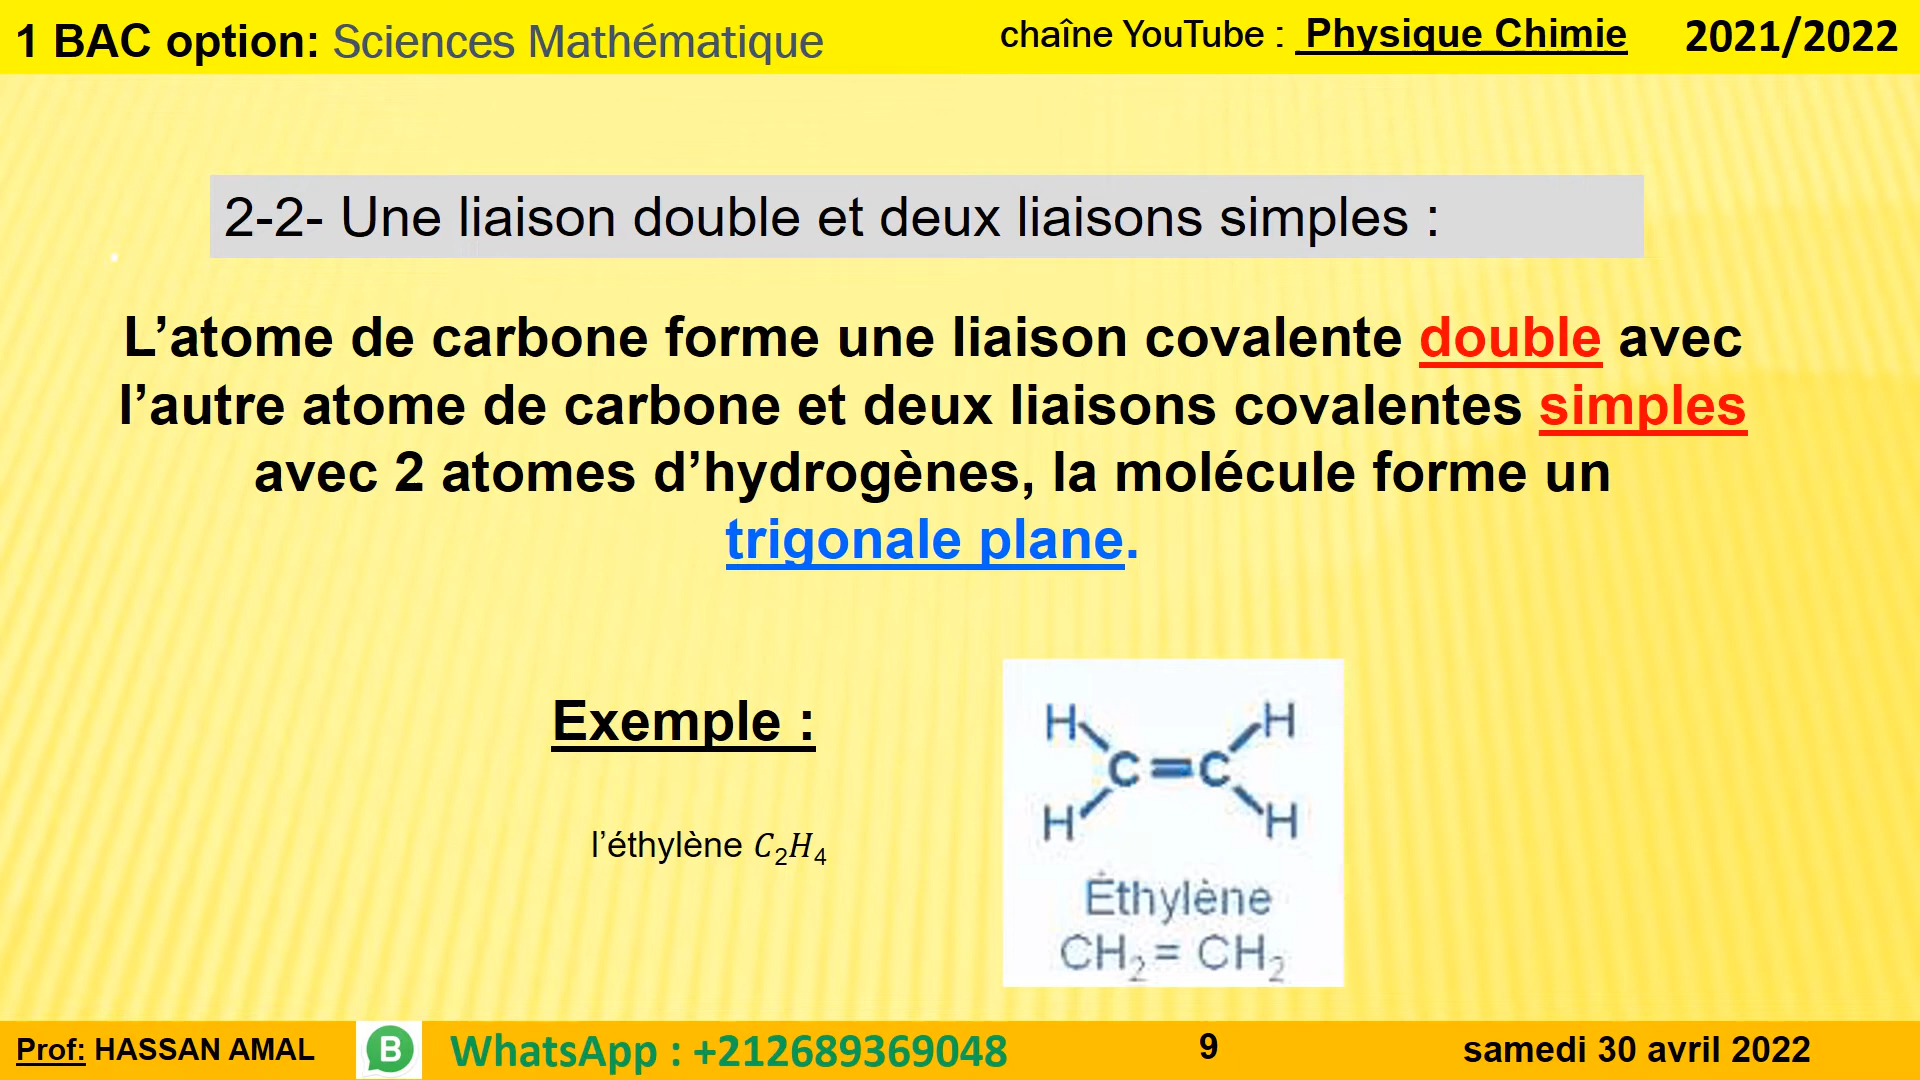 1 BAC option: Sciences Mathématique
chaîne YouTube : Physique Chimie
2021/2022
2-2- Une liaison double et deux liaisons simples :
L’atome de carbone forme une liaison covalente double avec
l’autre atome de carbone et deux liaisons covalentes simples
avec 2 atomes d’hydrogènes, la molécule forme un
trigonale plane.
Exemple :
l’éthylène C₂H₄
H H
C=C
H H
Éthylène
CH₂ = CH₂
Prof: HASSAN AMAL
B
WhatsApp : +212689369048
9
samedi 30 avril 2022